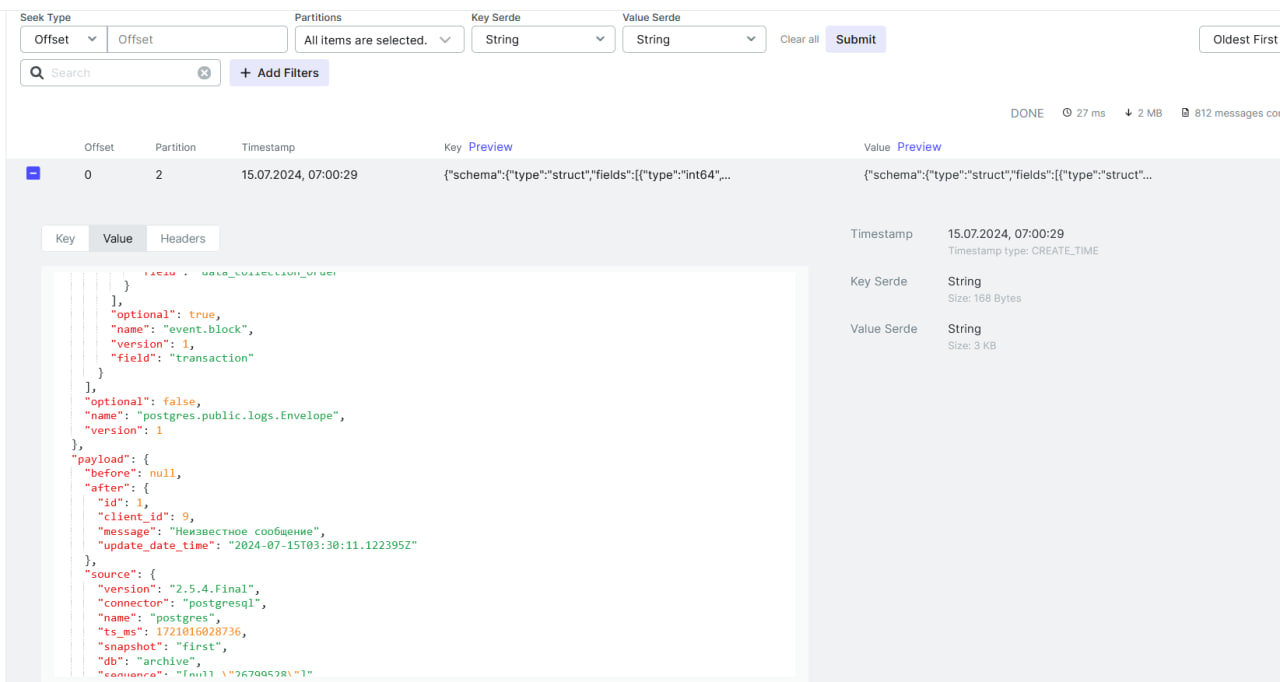 Seek Type Partitions Key Serde Value Serde
Offset Offset All items are selected. String String Clear all Submit Oldest First
Search + Add Filters
DONE 27 ms 2 MB 812 messages
Offset Partition Timestamp Key Preview Value Preview
0 2 15.07.2024, 07:00:29 {"schema":{"type":"struct","fields":[{"type":"int64",... {"schema":{"type":"struct","fields":[{"type":"struct"...
Key Value Headers
Timestamp 15.07.2024, 07:00:29
Timestamp type: CREATE_TIME
Key Serde String
Size: 168 Bytes
Value Serde String
Size: 3 KB
"field": "data_collection_order"
}
],
"optional": true,
"name": "event.block",
"version": 1,
"field": "transaction"
}
],
"optional": false,
"name": "postgres.public.logs.Envelope",
"version": 1
},
"payload": {
"before": null,
"after": {
"id": 1,
"client_id": 9,
"message": "Неизвестное сообщение",
"update_date_time": "2024-07-15T03:30:11.122395Z"
},
"source": {
"version": "2.5.4.Final",
"connector": "postgresql",
"name": "postgres",
"ts_ms": 1721016028736,
"snapshot": "first",
"db": "archive",
"sequence": "[null,\"26799528\"]"